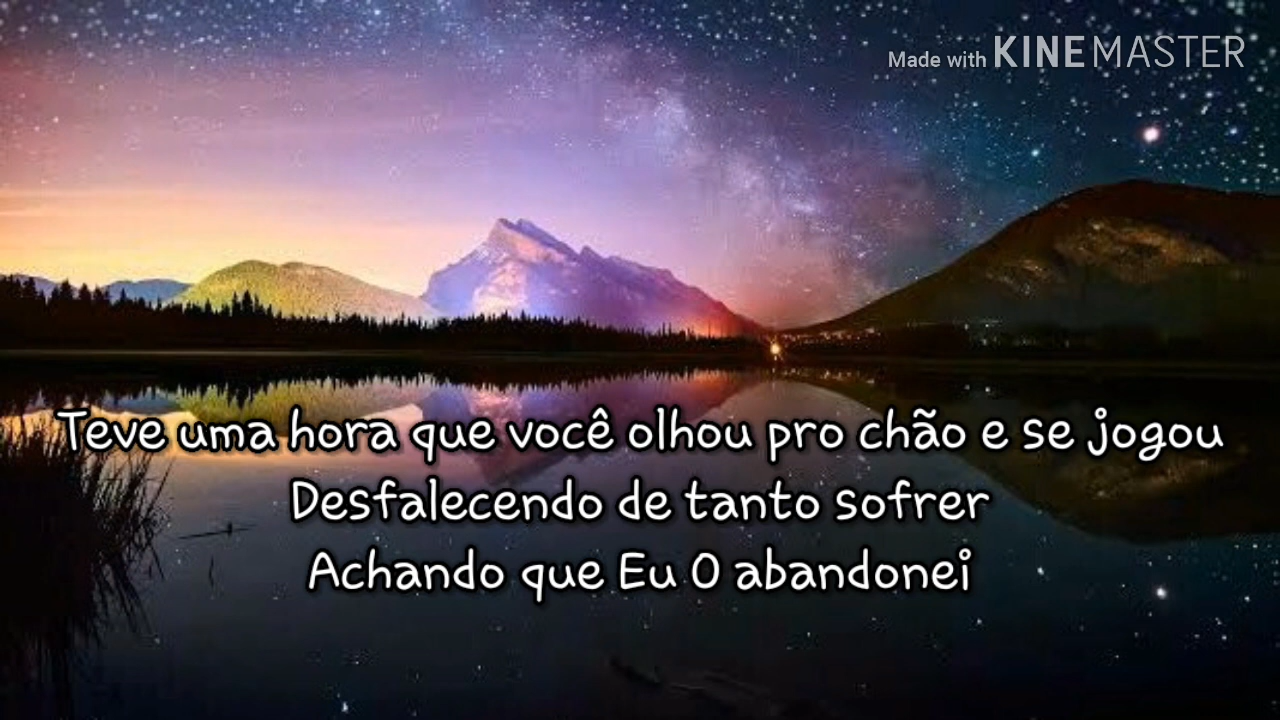 Made with KINEMASTER
Teve uma hora que você olhou pro chão e se jogou
Desfalecendo de tanto sofrer
Achando que Eu O abandonei